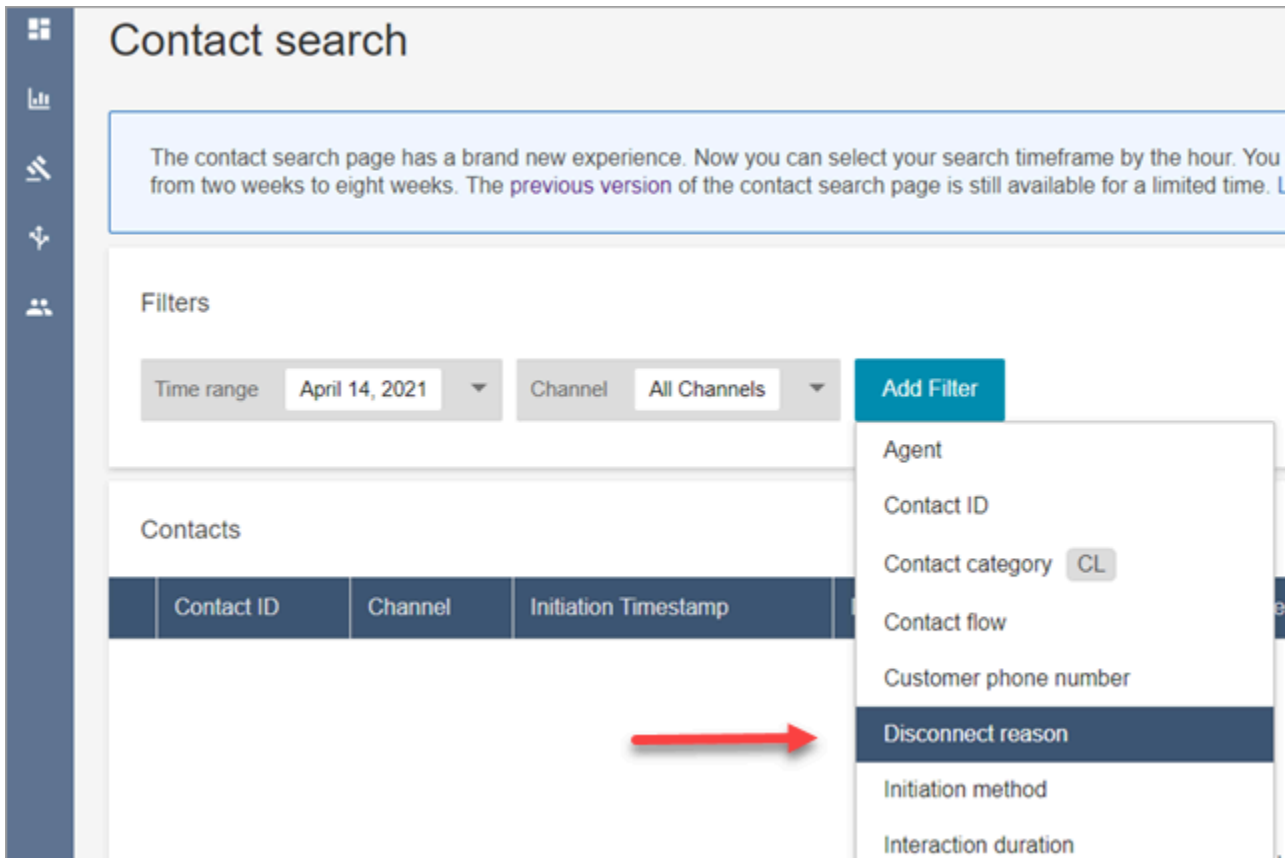 Contact search
The contact search page has a brand new experience. Now you can select your search timeframe by the hour. You
from two weeks to eight weeks. The previous version of the contact search page is still available for a limited time.
Filters
Time range April 14, 2021 Channel All Channels Add Filter
Agent
Contact ID
Contact category CL
Contact flow
Customer phone number
Disconnect reason
Initiation method
Interaction duration
Contacts
Contact ID Channel Initiation Timestamp